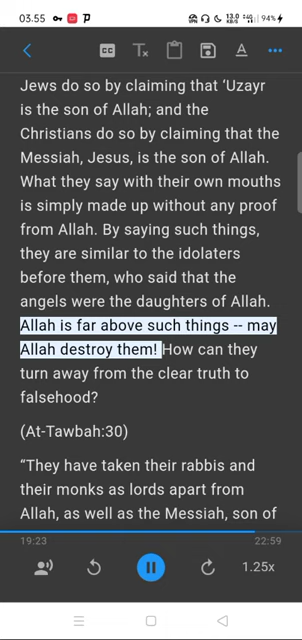 03.55
13.0
KB/S
94%
CC
A
Jews do so by claiming that ‘Uzayr
is the son of Allah; and the
Christians do so by claiming that the
Messiah, Jesus, is the son of Allah.
What they say with their own mouths
is simply made up without any proof
from Allah. By saying such things,
they are similar to the idolaters
before them, who said that the
angels were the daughters of Allah.
Allah is far above such things -- may
Allah destroy them! How can they
turn away from the clear truth to
falsehood?
(At-Tawbah:30)
“They have taken their rabbis and
their monks as lords apart from
Allah, as well as the Messiah, son of
19:23 22:59
1.25x